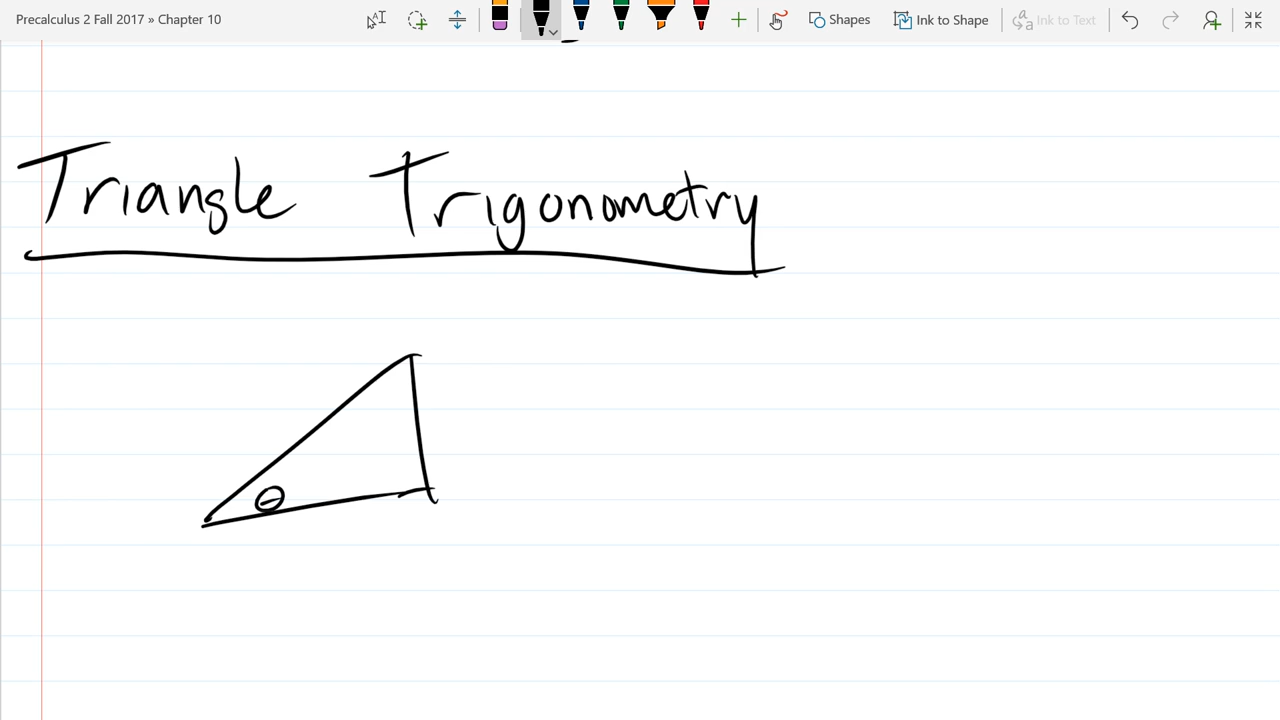 Precalculus 2 Fall 2017 » Chapter 10
Shapes
Ink to Shape
Ink to Text
Triangle Trigonometry
θ